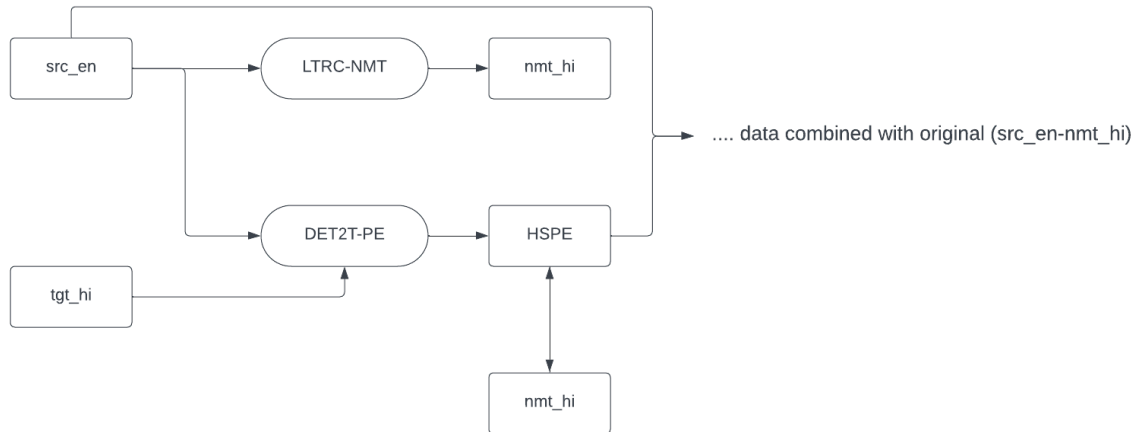 src_en
LTRC-NMT
nmt_hi
.... data combined with original (src_en-nmt_hi)
DET2T-PE
HSPE
tgt_hi
nmt_hi